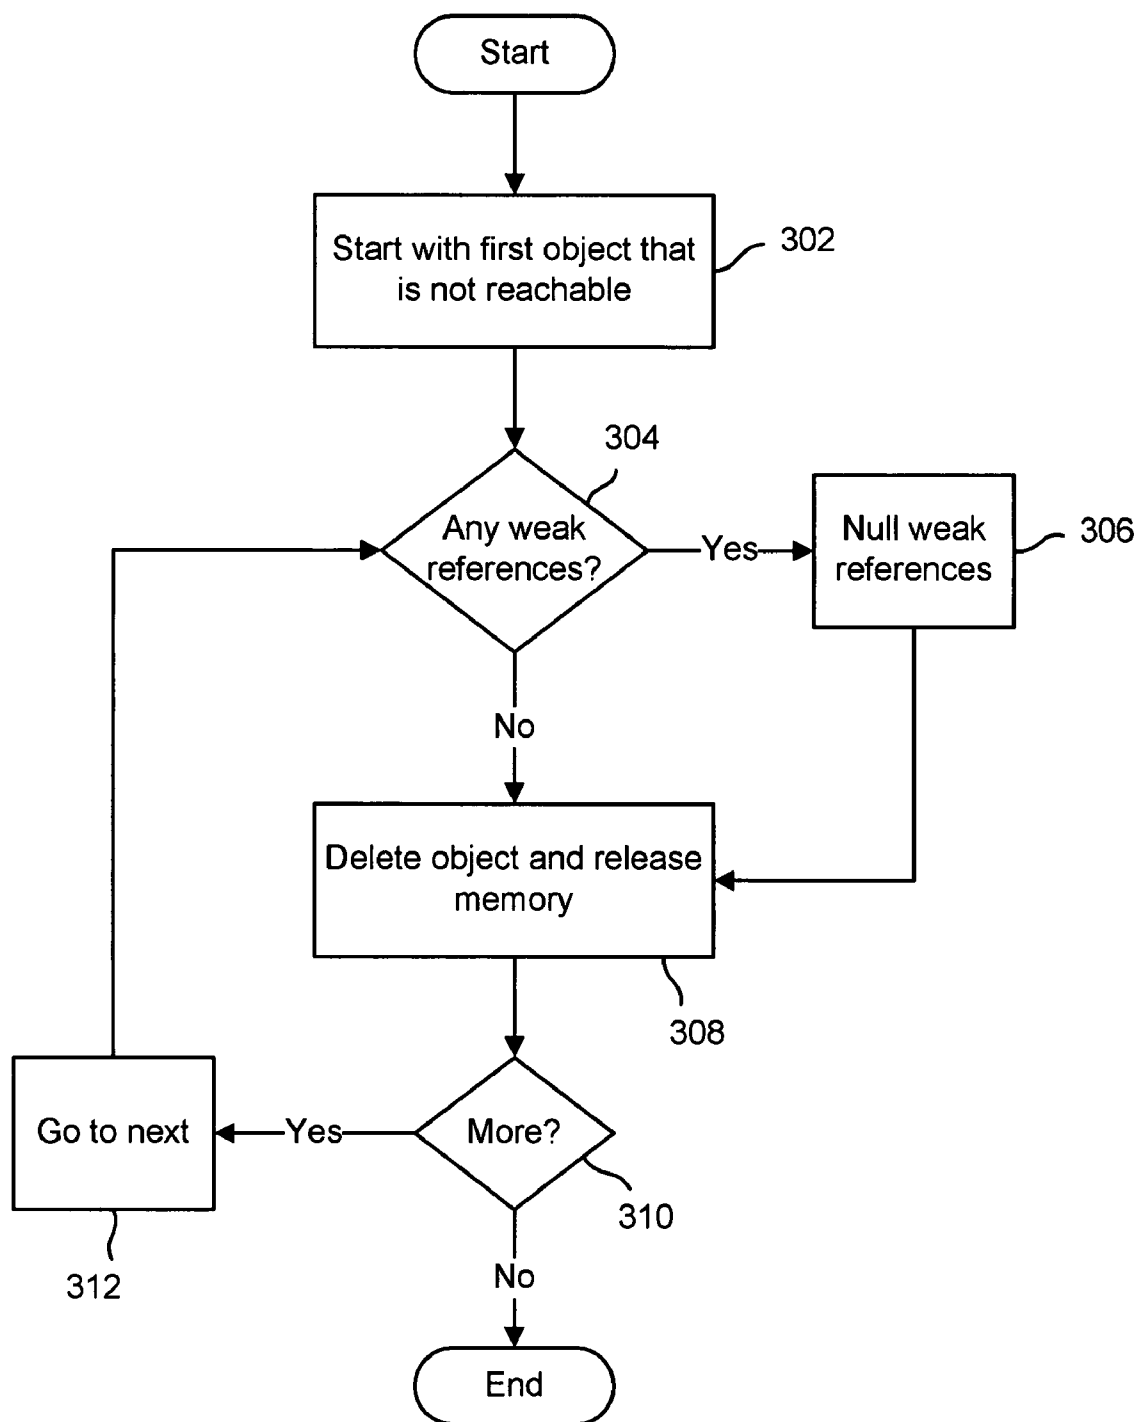 Start
Start with first object that
is not reachable
302
304
Any weak
references?
Yes
Null weak
references
306
No
Delete object and release
memory
308
Go to next
Yes
More?
310
312
No
End